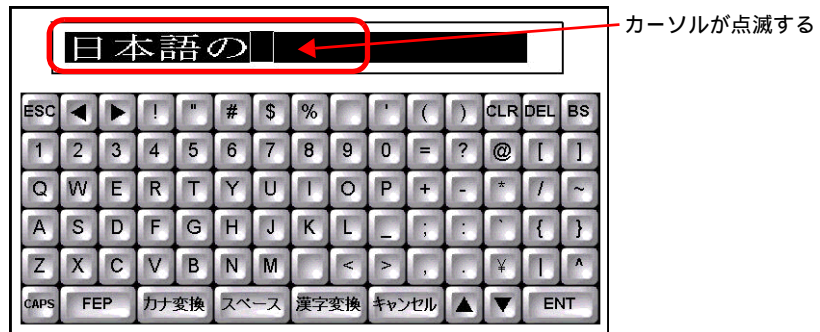 カーソルが点滅する
日本語の
ESC ◀ ▶ ! " # $ % ' ( ) CLR DEL BS
1 2 3 4 5 6 7 8 9 0 = ? @ [ ]
Q W E R T Y U I O P + - * / ~
A S D F G H J K L _ ; : ` { }
Z X C V B N M < > , . ¥ | ^
CAPS FEP カナ変換 スペース 漢字変換 キャンセル ▲ ▼ ENT